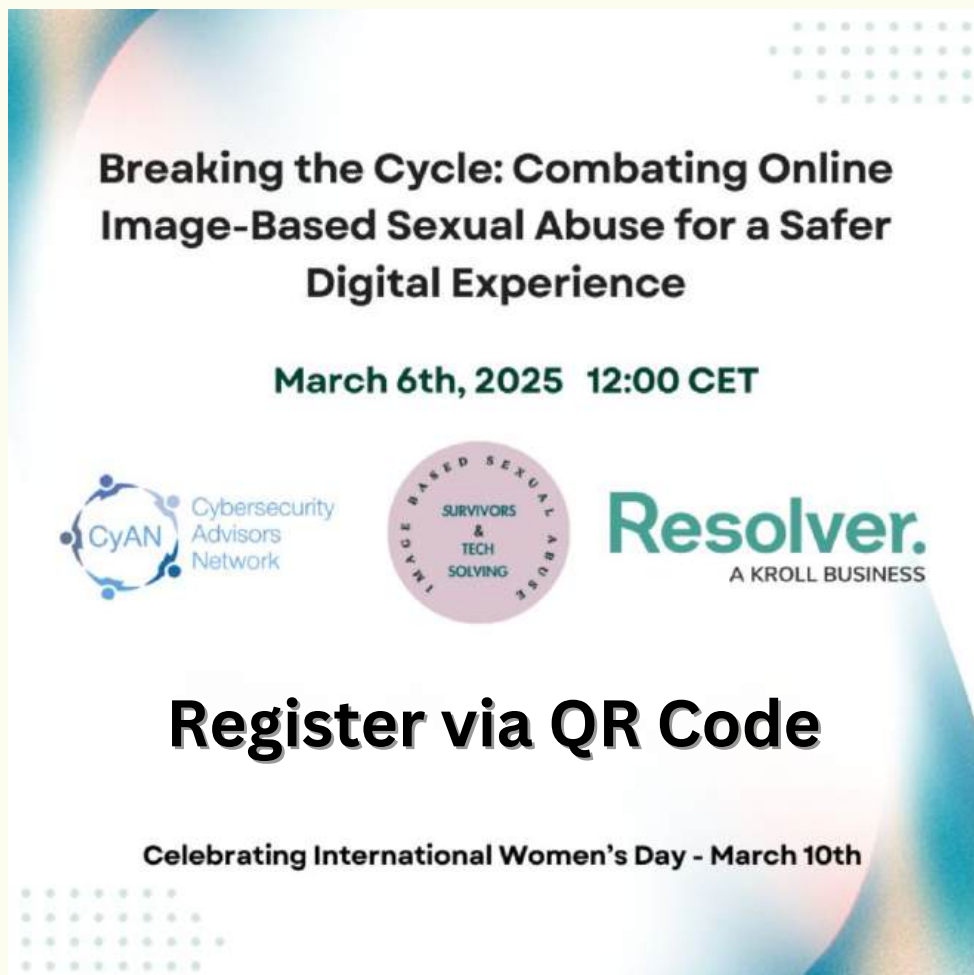 Breaking the Cycle: Combating Online
Image-Based Sexual Abuse for a Safer
Digital Experience
March 6th, 2025 12:00 CET
CyAN
Cybersecurity
Advisors
Network
IMAGE BASED SEXUAL ABUSE
SURVIVORS
&
TECH
SOLVING
Resolver.
A KROLL BUSINESS
Register via QR Code
Celebrating International Women’s Day - March 10th